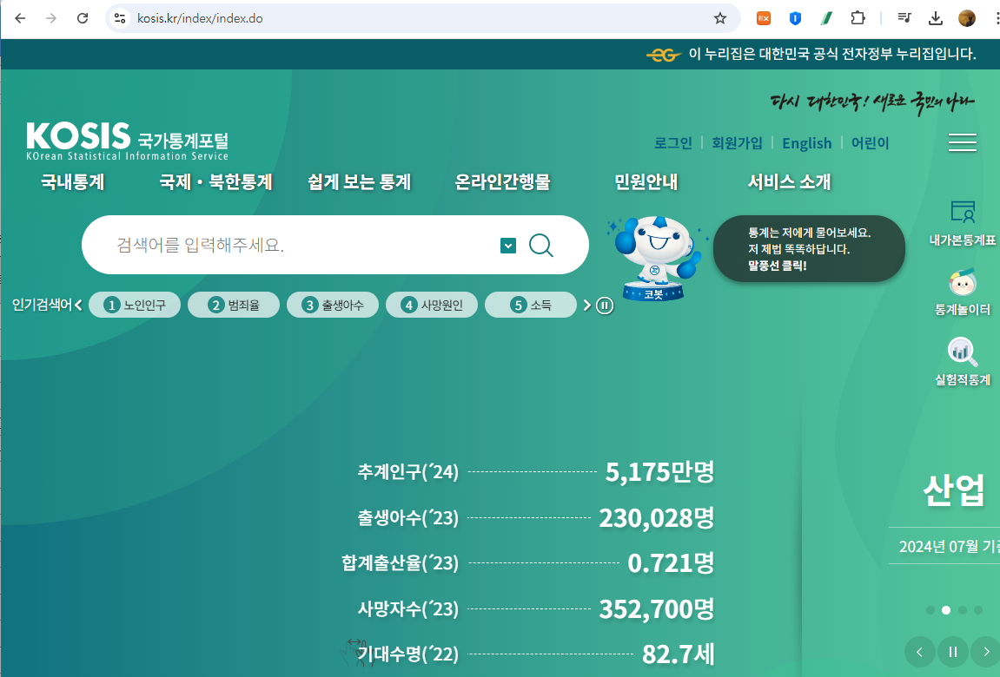 kosis.kr/index/index.do
이 누리집은 대한민국 공식 전자정부 누리집입니다.
다시 대한민국! 새로운 국민의 나라
KOSIS 국가통계포털
KOrean Statistical Information Service
로그인 회원가입 English 어린이
국내통계 국제・북한통계 쉽게 보는 통계 온라인간행물 민원안내 서비스 소개
검색어를 입력해주세요.
통계는 저에게 물어보세요.
저 제법 똑똑하답니다.
말풍선 클릭!
코봇
내가본통계표
통계놀이터
실험적통계
인기검색어
1 노인인구
2 범죄율
3 출생아수
4 사망원인
5 소득
추계인구(´24) 5,175만명
출생아수(´23) 230,028명
합계출산율(´23) 0.721명
사망자수(´23) 352,700명
기대수명(´22) 82.7세
산업
2024년 07월 기준